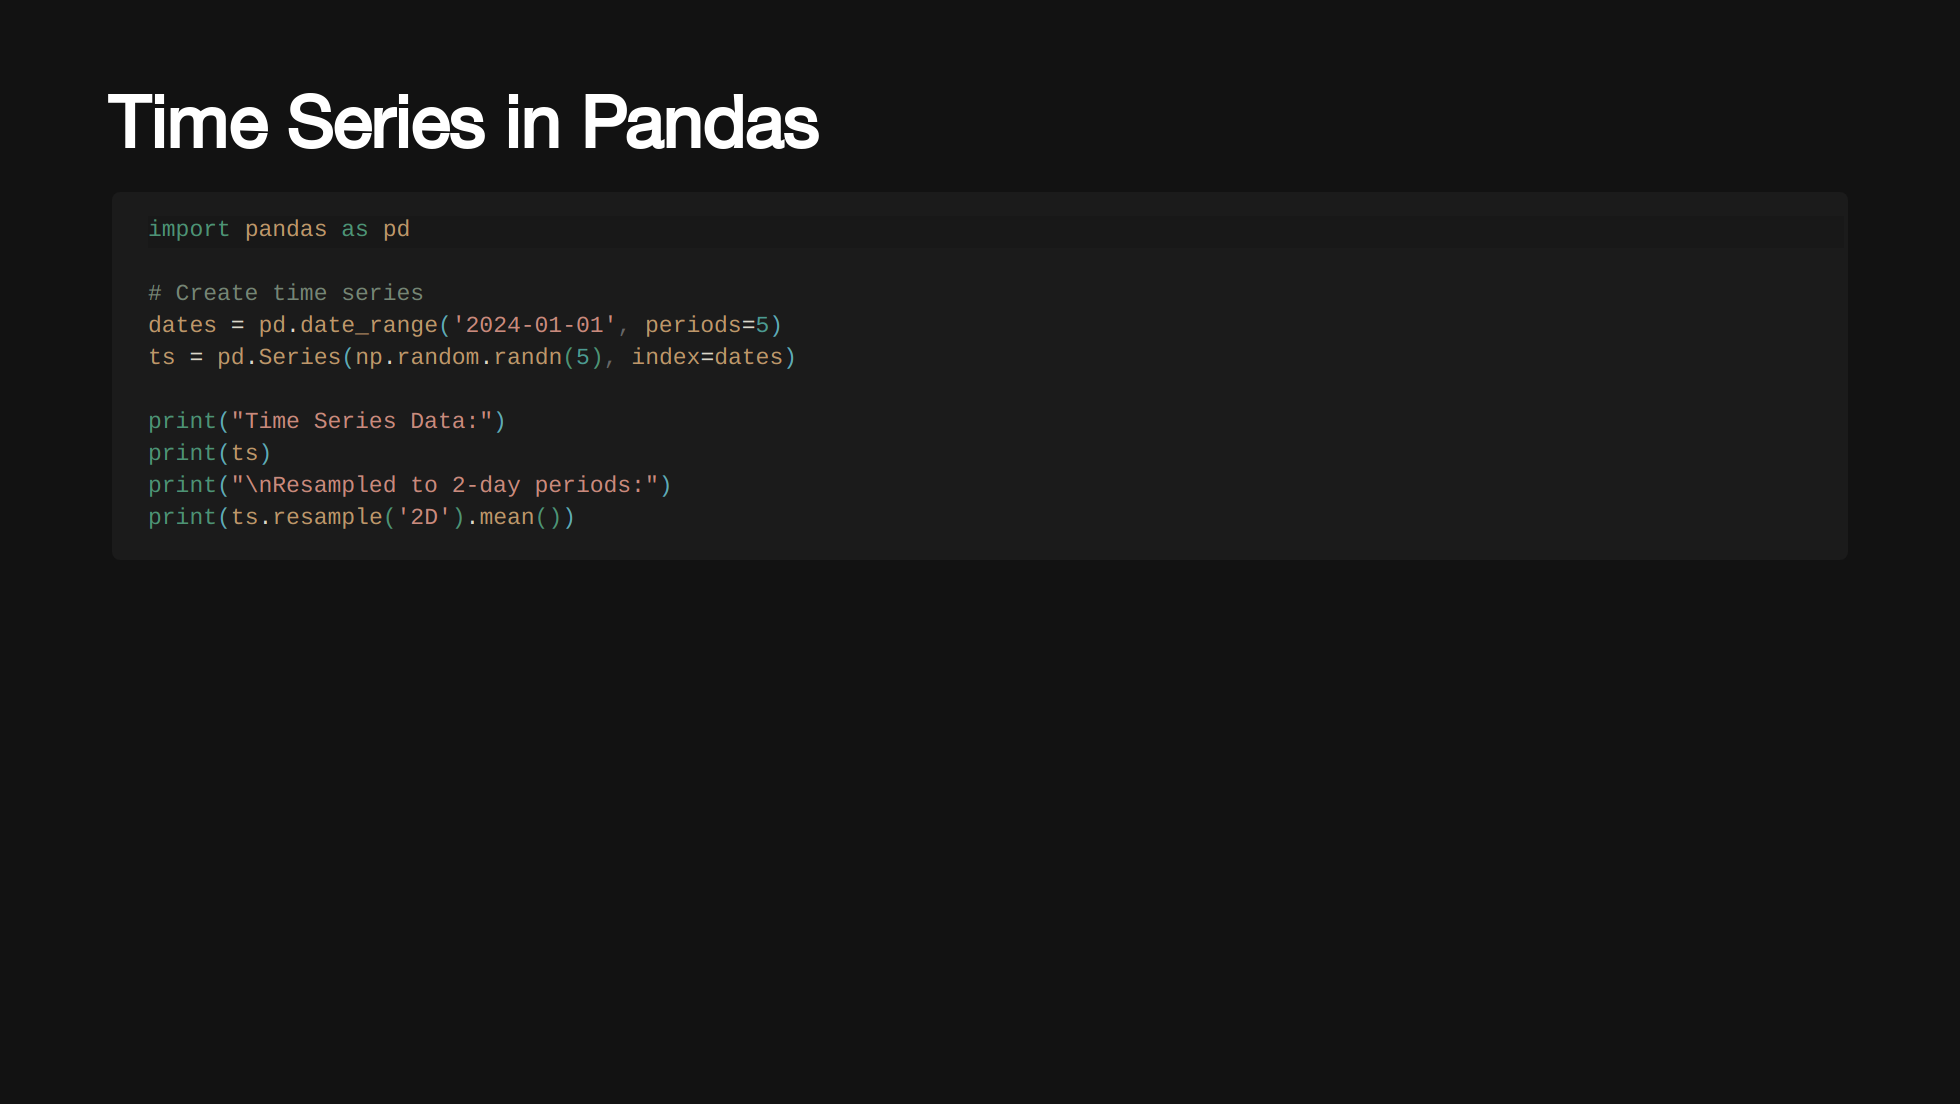 Time Series in Pandas
import pandas as pd
# Create time series
dates = pd.date_range('2024-01-01', periods=5)
ts = pd.Series(np.random.randn(5), index=dates)
print("Time Series Data:")
print(ts)
print("\nResampled to 2-day periods:")
print(ts.resample('2D').mean())